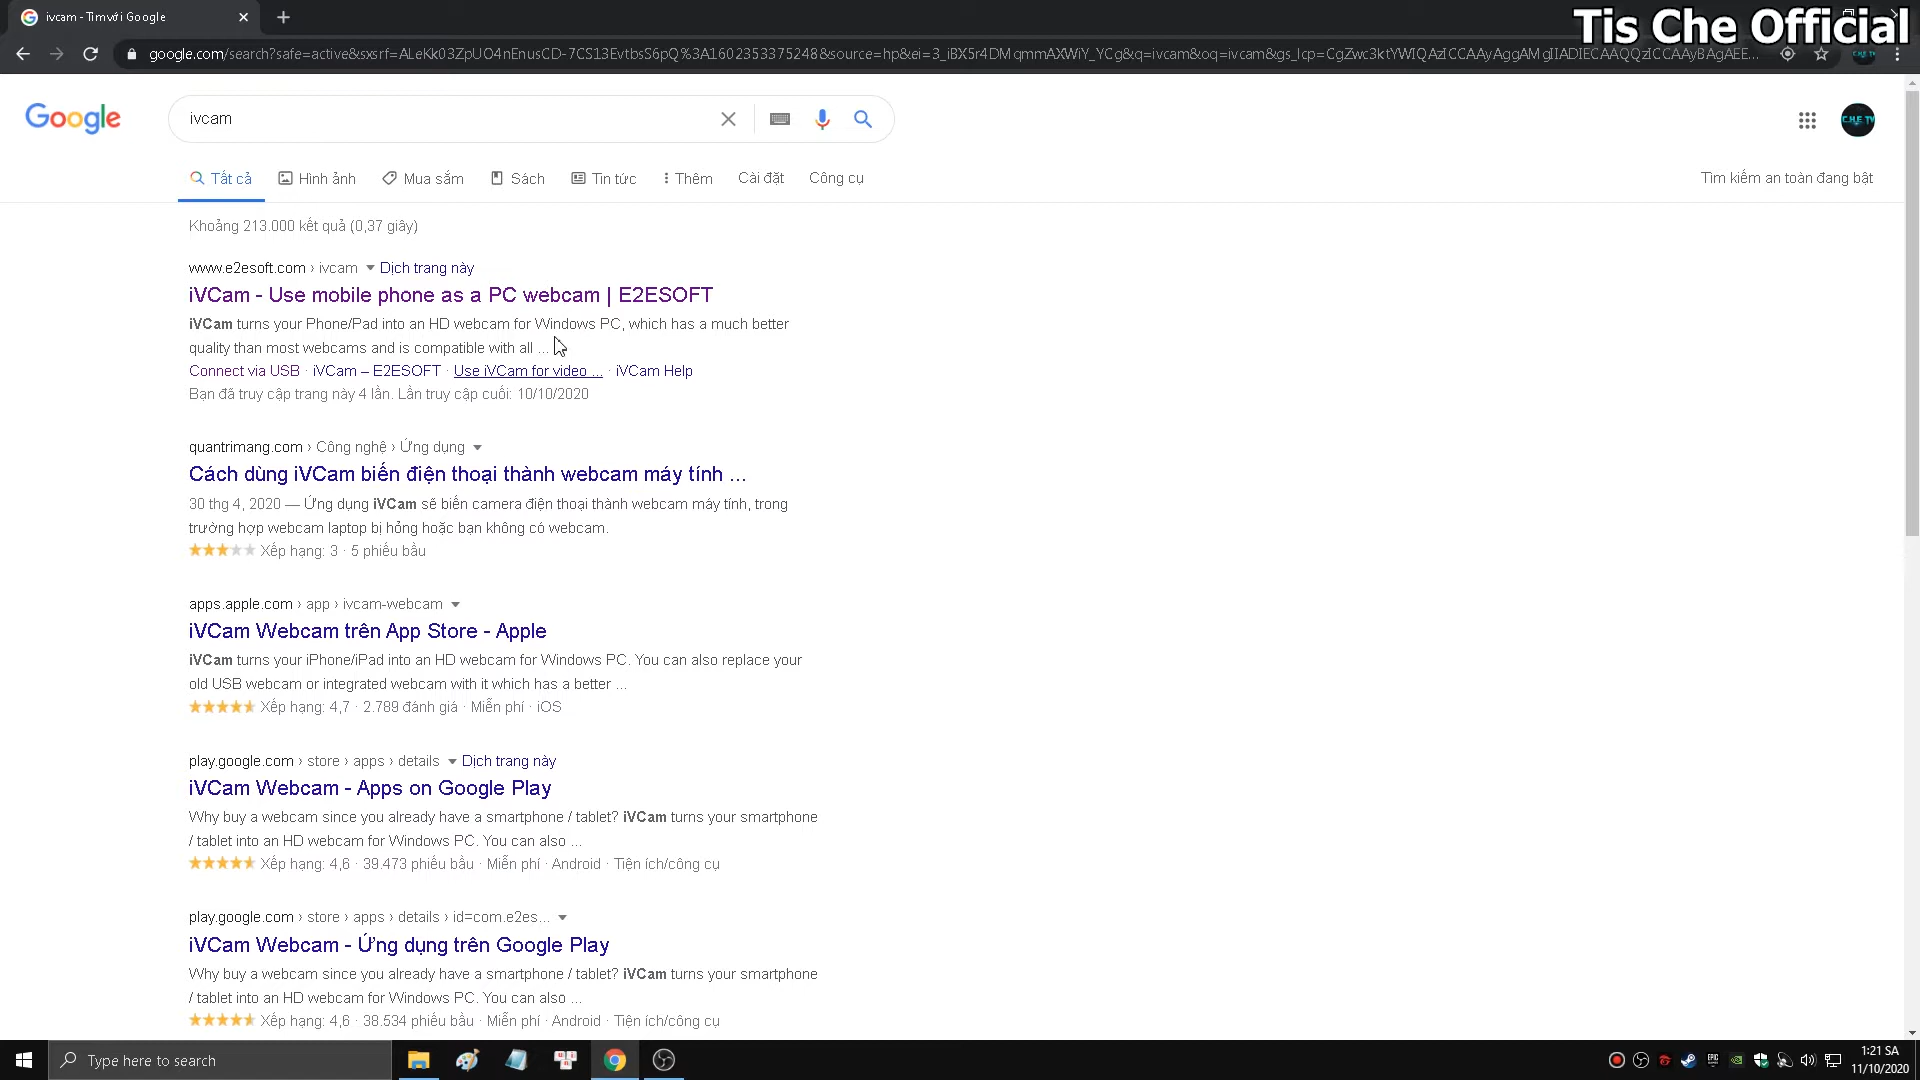 ivcam - Tìm với Google
Tis Che Official
google.com/search?safe=active&sxsrf=ALeKk03ZpUO4nEnusCD-7CS13EvtbsS6pQ%3A1602353375248&source=hp&ei=3_iBX5r4DMqmmAXWiY_YCg&q=ivcam&oq=ivcam&gs_lcp=CgZwc3ktYWIQAzICCAAyAggAMgIIADIECAAQQzICCAAyBAgAEE...
Google
ivcam
C.H.E TV
Tất cả
Hình ảnh
Mua sắm
Sách
Tin tức
Thêm
Cài đặt
Công cụ
Tìm kiếm an toàn đang bật
Khoảng 213.000 kết quả (0,37 giây)
www.e2esoft.com › ivcam Dịch trang này
iVCam - Use mobile phone as a PC webcam | E2ESOFT
iVCam turns your Phone/Pad into an HD webcam for Windows PC, which has a much better
quality than most webcams and is compatible with all ...
Connect via USB · iVCam – E2ESOFT · Use iVCam for video ... · iVCam Help
Bạn đã truy cập trang này 4 lần. Lần truy cập cuối: 10/10/2020
quantrimang.com › Công nghệ › Ứng dụng
Cách dùng iVCam biến điện thoại thành webcam máy tính ...
30 thg 4, 2020 — Ứng dụng iVCam sẽ biến camera điện thoại thành webcam máy tính, trong
trường hợp webcam laptop bị hỏng hoặc bạn không có webcam.
Xếp hạng: 3 · 5 phiếu bầu
apps.apple.com › app › ivcam-webcam
iVCam Webcam trên App Store - Apple
iVCam turns your iPhone/iPad into an HD webcam for Windows PC. You can also replace your
old USB webcam or integrated webcam with it which has a better ...
Xếp hạng: 4,7 · 2.789 đánh giá · Miễn phí · iOS
play.google.com › store › apps › details Dịch trang này
iVCam Webcam - Apps on Google Play
Why buy a webcam since you already have a smartphone / tablet? iVCam turns your smartphone
/ tablet into an HD webcam for Windows PC. You can also ...
Xếp hạng: 4,6 · 39.473 phiếu bầu · Miễn phí · Android · Tiện ích/công cụ
play.google.com › store › apps › details › id=com.e2es...
iVCam Webcam - Ứng dụng trên Google Play
Why buy a webcam since you already have a smartphone / tablet? iVCam turns your smartphone
/ tablet into an HD webcam for Windows PC. You can also ...
Xếp hạng: 4,6 · 38.534 phiếu bầu · Miễn phí · Android · Tiện ích/công cụ
Type here to search
1:21 SA
11/10/2020